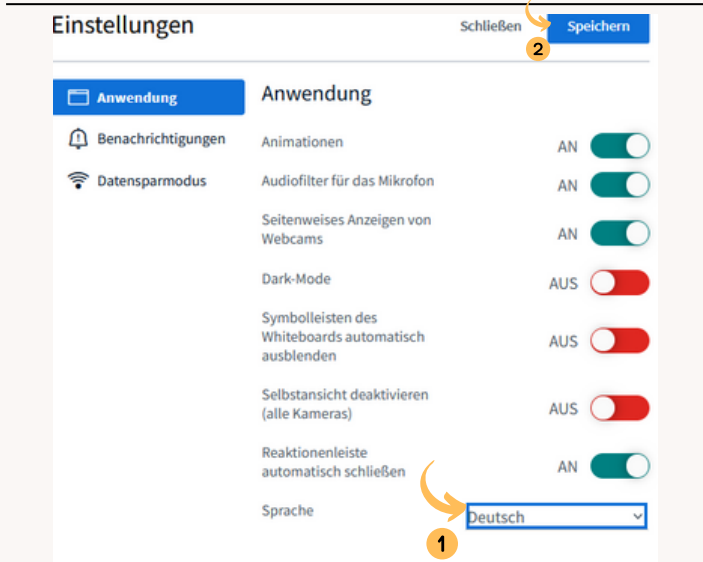 Einstellungen
Schließen
Speichern
2
Anwendung
Benachrichtigungen
Datensparmodus
Anwendung
Animationen
AN
Audiofilter für das Mikrofon
AN
Seitenweises Anzeigen von
Webcams
AN
Dark-Mode
AUS
Symbolleisten des
Whiteboards automatisch
ausblenden
AUS
Selbstansicht deaktivieren
(alle Kameras)
AUS
Reaktionenleiste
automatisch schließen
AN
Sprache
Deutsch
1